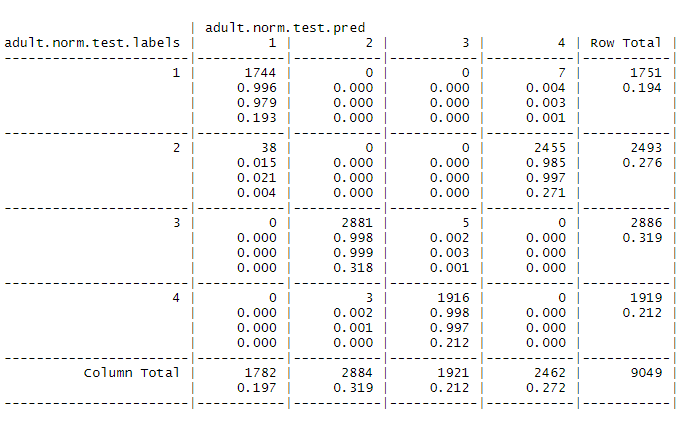 | adult.norm.test.pred
adult.norm.test.labels | 1 | 2 | 3 | 4 | Row Total |
-----------------------|-----------|-----------|-----------|-----------|-----------|
1 | 1744 | 0 | 0 | 7 | 1751 |
| 0.996 | 0.000 | 0.000 | 0.004 | 0.194 |
| 0.979 | 0.000 | 0.000 | 0.003 | |
| 0.193 | 0.000 | 0.000 | 0.001 | |
-----------------------|-----------|-----------|-----------|-----------|-----------|
2 | 38 | 0 | 0 | 2455 | 2493 |
| 0.015 | 0.000 | 0.000 | 0.985 | 0.276 |
| 0.021 | 0.000 | 0.000 | 0.997 | |
| 0.004 | 0.000 | 0.000 | 0.271 | |
-----------------------|-----------|-----------|-----------|-----------|-----------|
3 | 0 | 2881 | 5 | 0 | 2886 |
| 0.000 | 0.998 | 0.002 | 0.000 | 0.319 |
| 0.000 | 0.999 | 0.003 | 0.000 | |
| 0.000 | 0.318 | 0.001 | 0.000 | |
-----------------------|-----------|-----------|-----------|-----------|-----------|
4 | 0 | 3 | 1916 | 0 | 1919 |
| 0.000 | 0.002 | 0.998 | 0.000 | 0.212 |
| 0.000 | 0.001 | 0.997 | 0.000 | |
| 0.000 | 0.000 | 0.212 | 0.000 | |
-----------------------|-----------|-----------|-----------|-----------|-----------|
Column Total | 1782 | 2884 | 1921 | 2462 | 9049 |
| 0.197 | 0.319 | 0.212 | 0.272 | |
-----------------------|-----------|-----------|-----------|-----------|-----------|